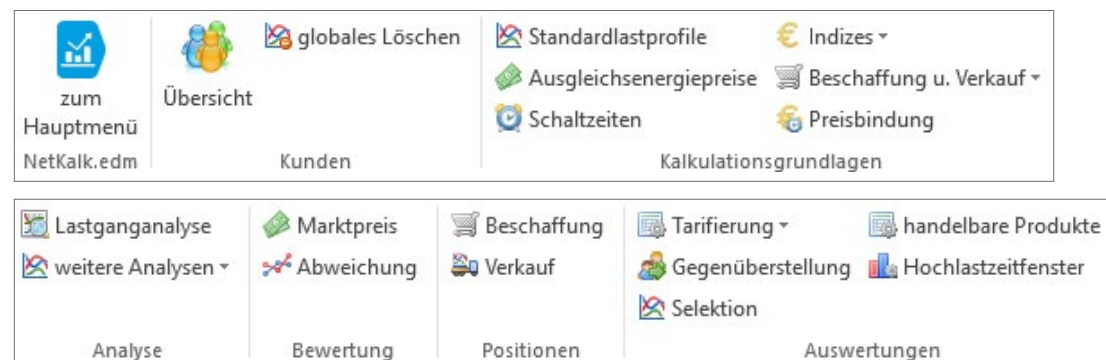 zum
Hauptmenü
NetKalk.edm
Übersicht
globales Löschen
Kunden
Standardlastprofile
Ausgleichsenergiepreise
Schaltzeiten
Indizes
Beschaffung u. Verkauf
Preisbindung
Kalkulationsgrundlagen
Lastganganalyse
weitere Analysen
Analyse
Marktpreis
Abweichung
Bewertung
Beschaffung
Verkauf
Positionen
Tarifierung
Gegenüberstellung
Selektion
handelbare Produkte
Hochlastzeitfenster
Auswertungen